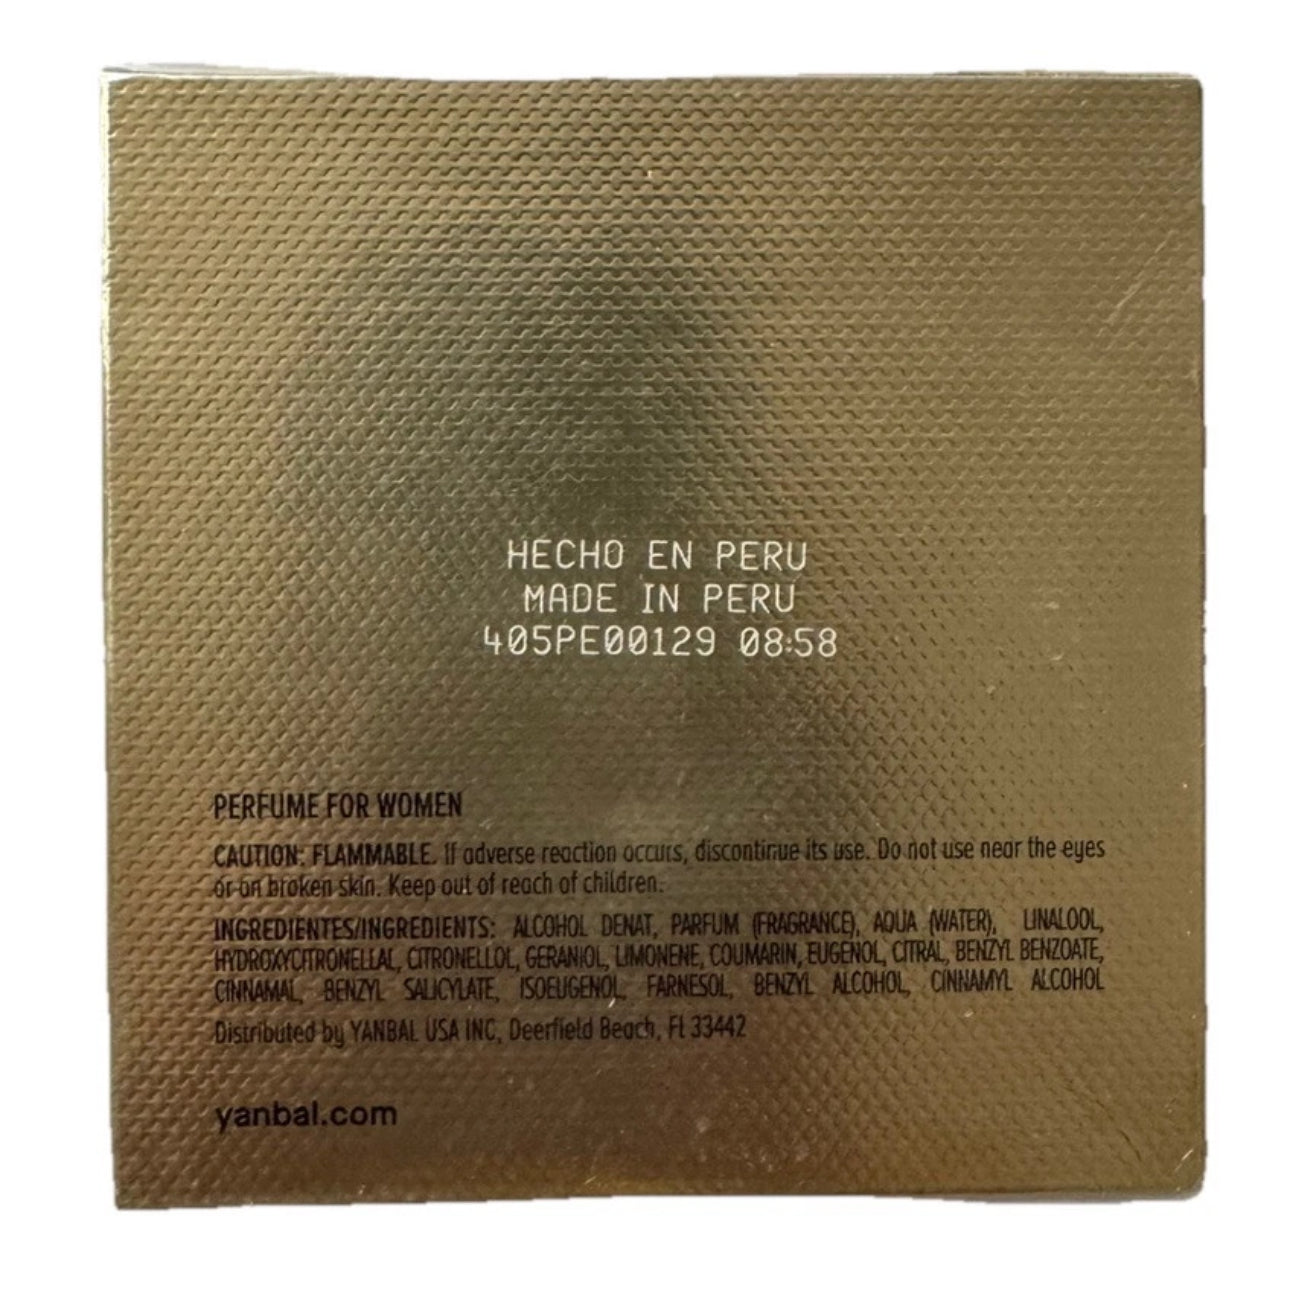 HECHO EN PERU
MADE IN PERU
405PE00129 08:58
PERFUME FOR WOMEN
CAUTION: FLAMMABLE. If adverse reaction occurs, discontinue its use. Do not use near the eyes
or on broken skin. Keep out of reach of children.
INGREDIENTES/INGREDIENTS: ALCOHOL DENAT, PARFUM (FRAGRANCE), AQUA (WATER), LINALOOL,
HYDROXYCITRONELLAL, CITRONELLOL, GERANIOL, LIMONENE, COUMARIN, EUGENOL, CITRAL, BENZYL BENZOATE,
CINNAMAL, BENZYL SALICYLATE, ISOEUGENOL, FARNESOL, BENZYL ALCOHOL, CINNAMYL ALCOHOL
Distributed by YANBAL USA INC, Deerfield Beach, Fl 33442
yanbal.com